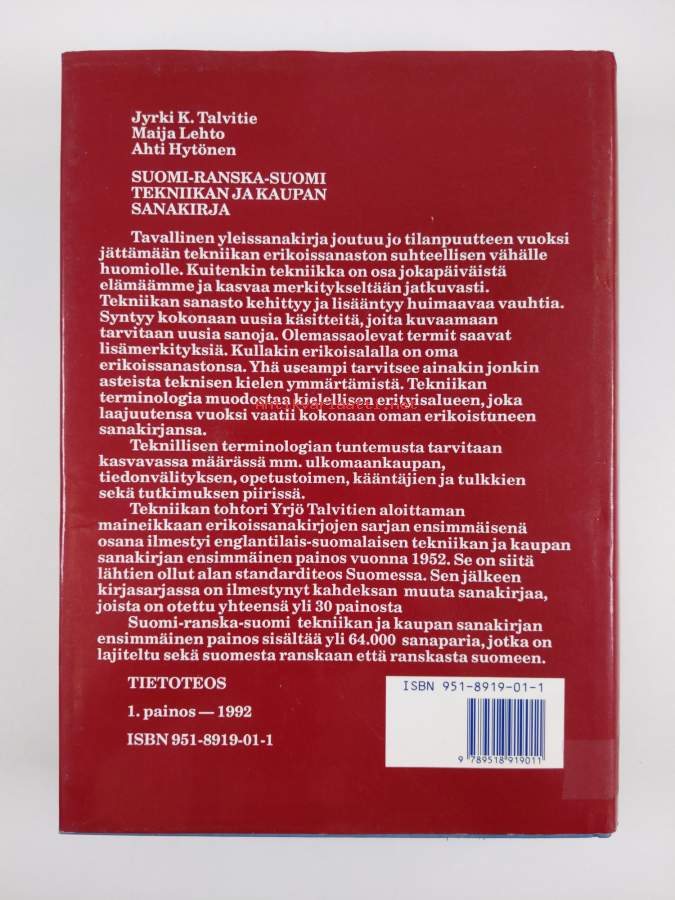 Jyrki K. Talvitie
Maija Lehto
Ahti Hytönen
SUOMI-RANSKA-SUOMI
TEKNIIKAN JA KAUPAN
SANAKIRJA
Tavallinen yleissanakirja joutuu jo tilanpuutteen vuoksi
jättämään tekniikan erikoissanaston suhteellisen vähälle
huomiolle. Kuitenkin tekniikka on osa jokapäiväistä
elämäämme ja kasvaa merkitykseltään jatkuvasti.
Tekniikan sanasto kehittyy ja lisääntyy huimaavaa vauhtia.
Syntyy kokonaan uusia käsitteitä, joita kuvaamaan
tarvitaan uusia sanoja. Olemassaolevat termit saavat
lisämerkityksiä. Kullakin erikoisalalla on oma
erikoissanastonsa. Yhä useampi tarvitsee ainakin jonkin
asteista teknisen kielen ymmärtämistä. Tekniikan
terminologia muodostaa kielellisen erityisalueen, joka
Antikvariaatti.net
laajuutensa vuoksi vaatii kokonaan oman erikoistuneen
sanakirjansa.
Teknillisen terminologian tuntemusta tarvitaan
kasvavassa määrässä mm. ulkomaankaupan,
tiedonvälityksen, opetustoimen, kääntäjien ja tulkkien
sekä tutkimuksen piirissä.
Tekniikan tohtori Yrjö Talvitien aloittaman
maineikkaan erikoissanakirjojen sarjan ensimmäisenä
osana ilmestyi englantilais-suomalaisen tekniikan ja kaupan
sanakirjan ensimmäinen painos vuonna 1952. Se on siitä
lähtien ollut alan standarditeos Suomessa. Sen jälkeen
kirjasarjassa on ilmestynyt kahdeksan muuta sanakirjaa,
joista on otettu yhteensä yli 30 painosta
Suomi-ranska-suomi tekniikan ja kaupan sanakirjan
ensimmäinen painos sisältää yli 64.000 sanaparia, jotka on
lajiteltu sekä suomesta ranskaan että ranskasta suomeen.
TIETOTEOS
1. painos — 1992
ISBN 951-8919-01-1
ISBN 951-8919-01-1
9 789518 919011